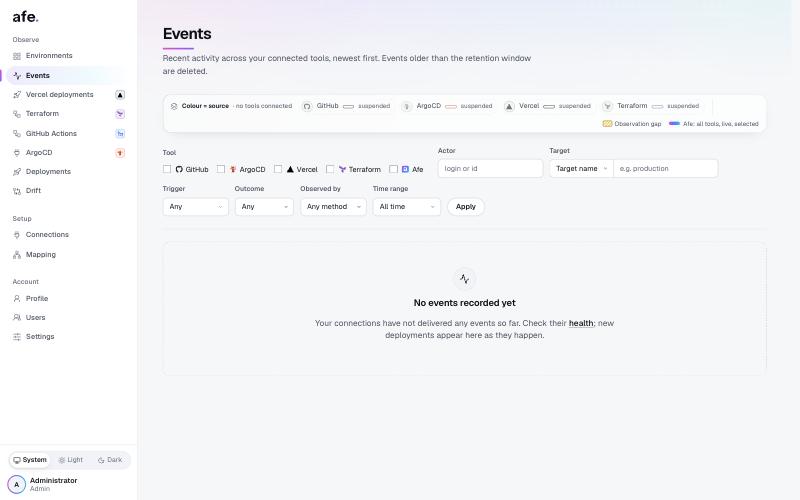 afe.
Observe
Environments
Events
Vercel deployments
Terraform
GitHub Actions
ArgoCD
Deployments
Drift
Setup
Connections
Mapping
Account
Profile
Users
Settings
System Light Dark
A Administrator
Admin
Events
Recent activity across your connected tools, newest first. Events older than the retention window
are deleted.
Colour = source · no tools connected GitHub suspended ArgoCD suspended Vercel suspended Terraform suspended
Observation gap Afe: all tools, live, selected
Tool Actor Target
GitHub ArgoCD Vercel Terraform Afe login or id Target name e.g. production
Trigger Outcome Observed by Time range
Any Any Any method All time Apply
No events recorded yet
Your connections have not delivered any events so far. Check their health; new
deployments appear here as they happen.